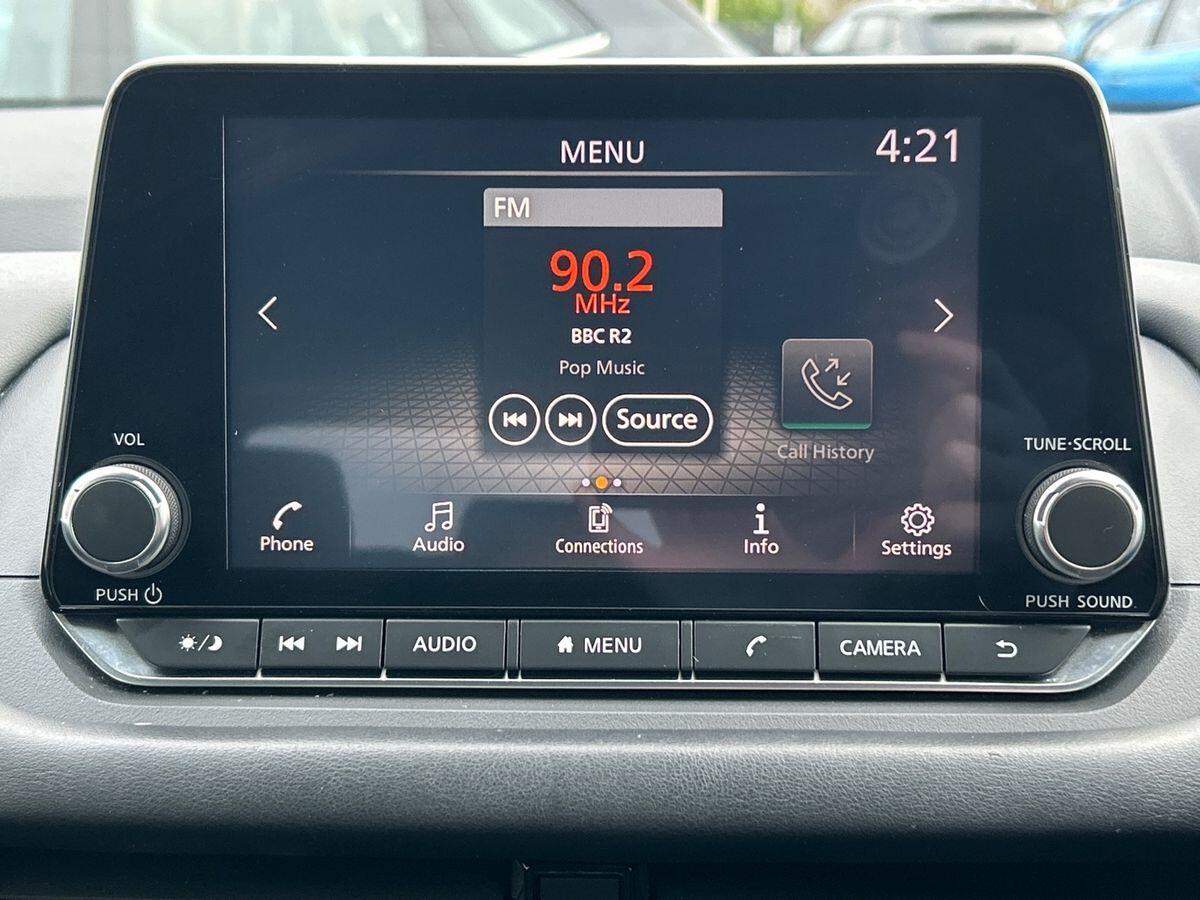 MENU
4:21
FM
90.2
MHz
BBC R2
Pop Music
Source
Call History
VOL
TUNE·SCROLL
Phone
Audio
Connections
Info
Settings
PUSH
PUSH SOUND
AUDIO
MENU
CAMERA